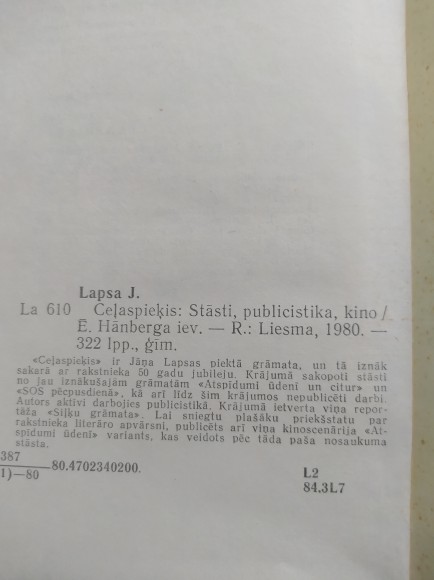 Lapsa J.
La 610 Ceļaspieķis: Stāsti, publicistika, kino /
Ē. Hānberga iev. — R.: Liesma, 1980. —
322 lpp., ģīm.
«Ceļaspieķis» ir Jāņa Lapsas piektā grāmata, un tā iznāk
sakarā ar rakstnieka 50 gadu jubileju. Krājumā sakopoti stāsti
no jau iznākušajām grāmatām «Atspīdumi ūdenī un citur» un
«SOS pēcpusdienā», kā arī līdz šim krājumos nepublicēti darbi.
Autors aktīvi darbojies publicistikā. Krājumā ietverta viņa repor-
tāža «Siļķu grāmata». Lai sniegtu plašāku priekšstatu par
rakstnieka literāro apvārsni, publicēts arī viņa kinoscenārija «At-
spīdumi ūdenī» variants, kas veidots pēc tāda paša nosaukuma
stāsta.
387
1)—80 —80.4702340200.
Ł2
84.3L7